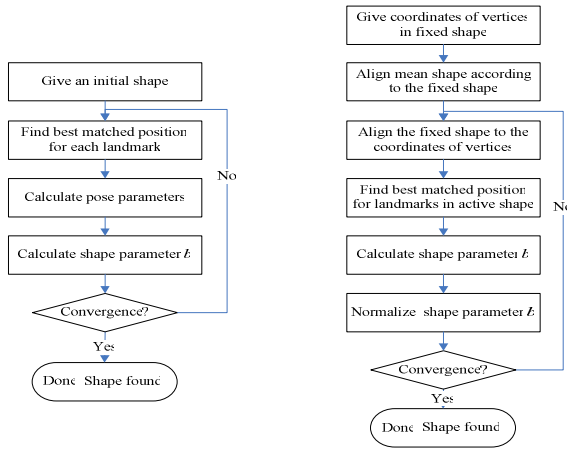 Give an initial shape
Find best matched position
for each landmark
Calculate pose parameters
Calculate shape parameter b
Convergence?
No
Yes
Done Shape found
Give coordinates of vertices
in fixed shape
Align mean shape according
to the fixed shape
Align the fixed shape to the
coordinates of vertices
Find best matched position
for landmarks in active shape
Calculate shape parameter b
Normalize shape parameter b
Convergence?
No
Yes
Done Shape found